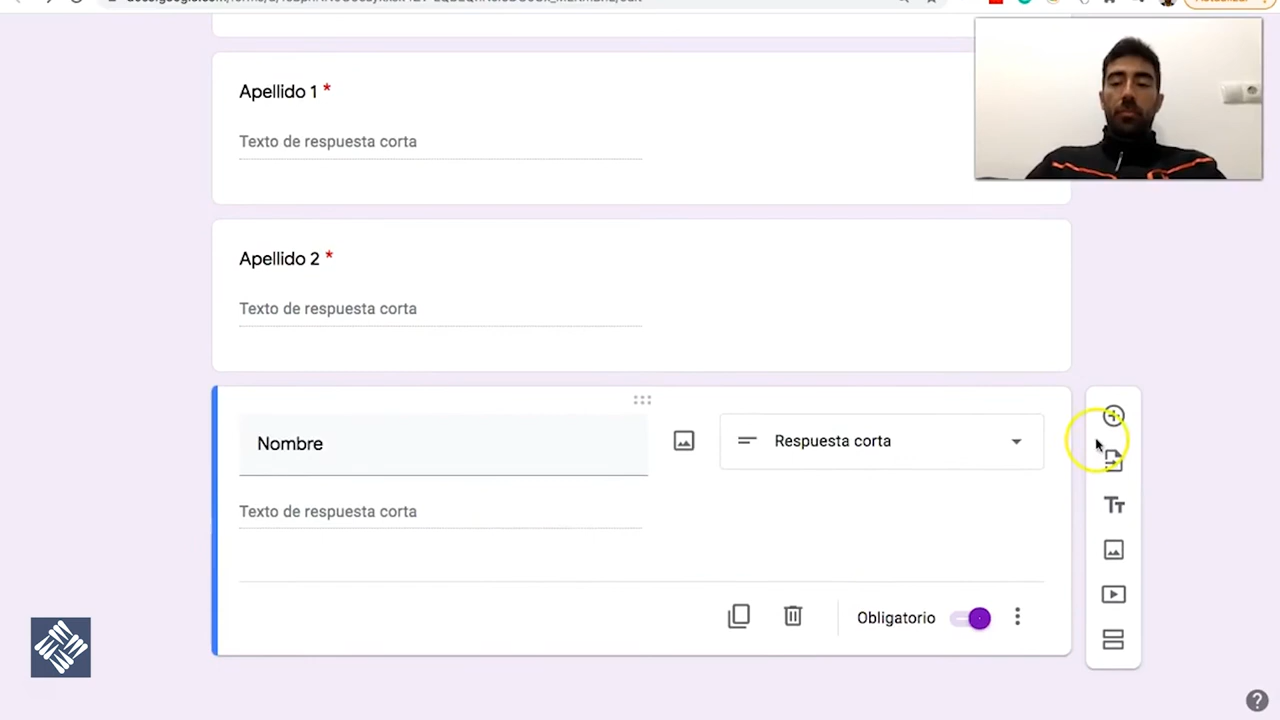 Apellido 1 *
Texto de respuesta corta
Apellido 2 *
Texto de respuesta corta
Nombre
Respuesta corta
Texto de respuesta corta
Obligatorio